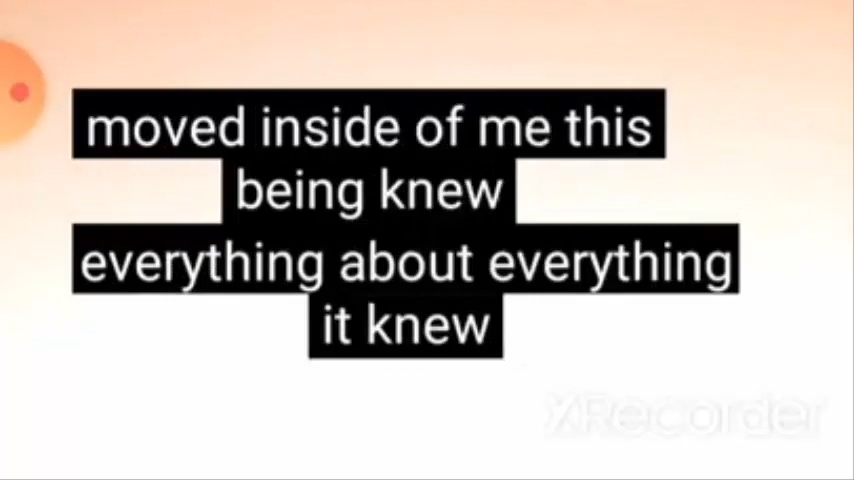 moved inside of me this
being knew
everything about everything
it knew
XRecorder